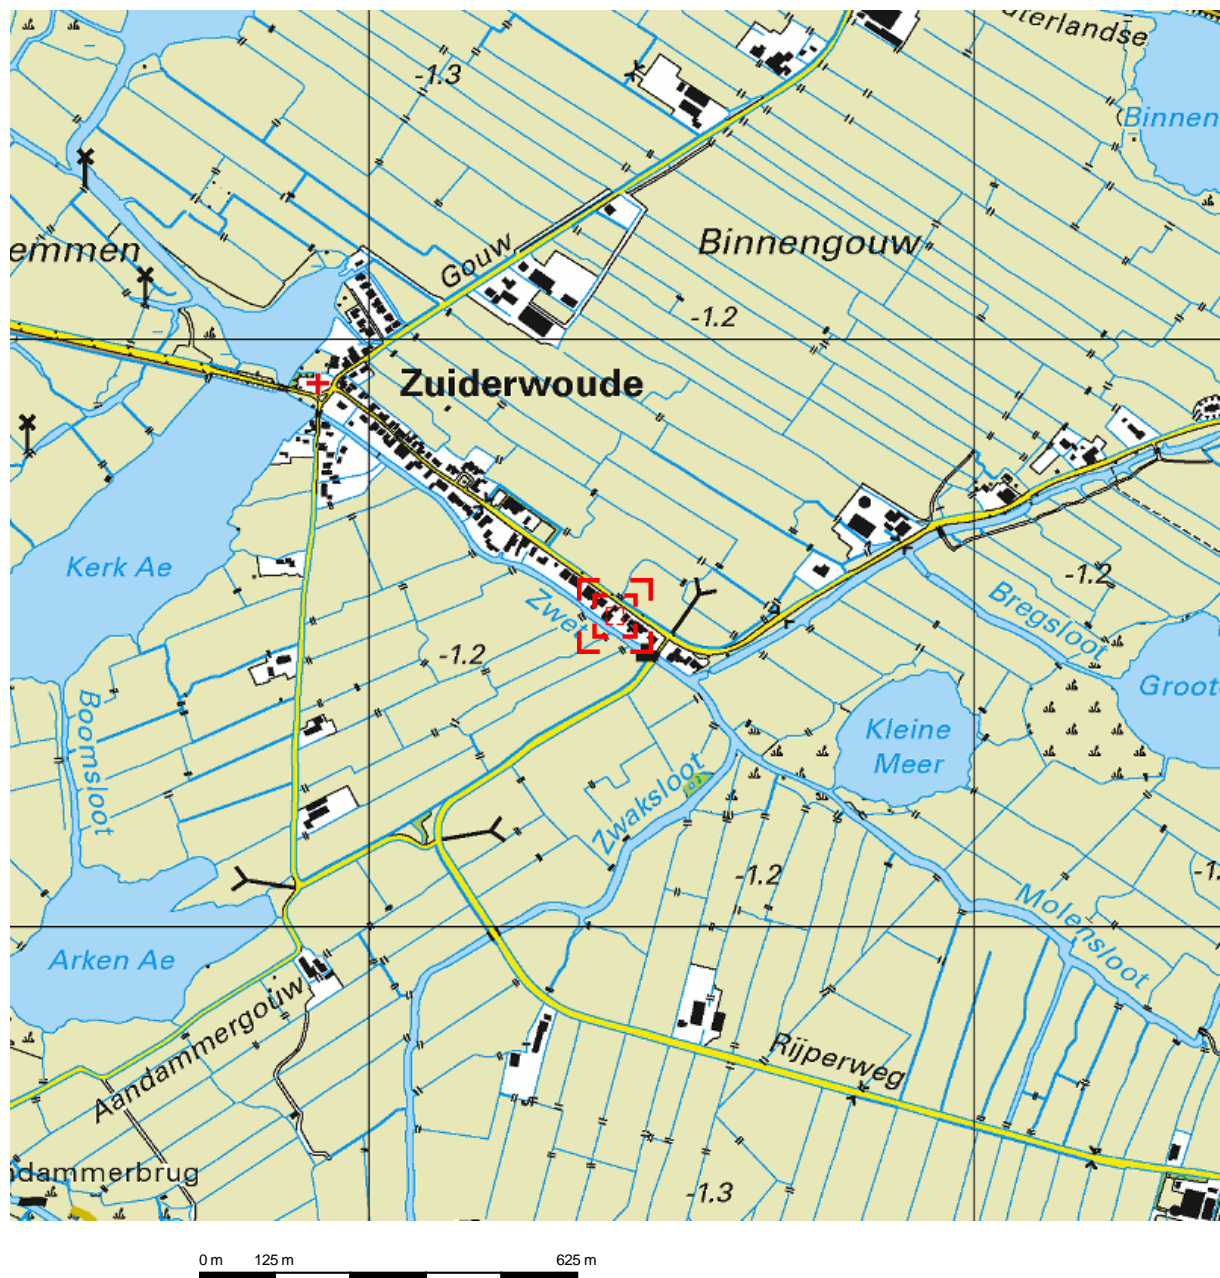 -1.3
Binnen
emmen
Gouw
Binnengouw
-1.2
Zuiderwoude
Kerk Ae
-1.2
Bregsloot
Zwet
-1.2
Groot
Boomsloot
Kleine
Meer
Zwaksloot
-1.2
-1.
Molensloot
Arken Ae
Aandammergouw
Rijperweg
dammerbrug
-1.3
0 m 125 m 625 m